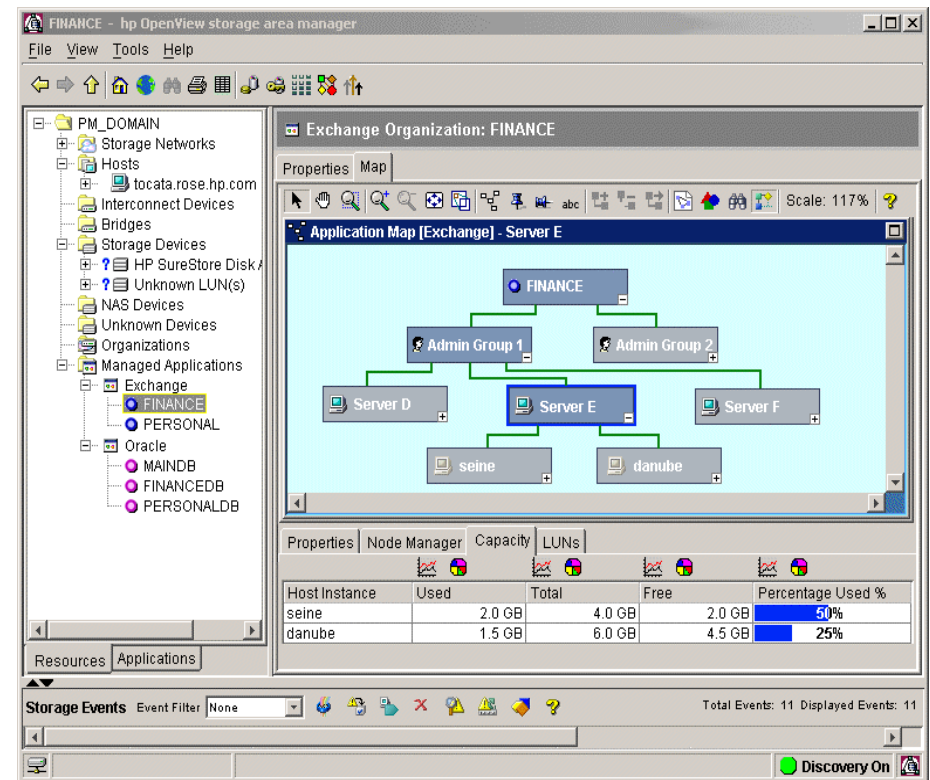 FINANCE - hp OpenView storage area manager
File View Tools Help
PM_DOMAIN
Storage Networks
Hosts
tocata.rose.hp.com
Interconnect Devices
Bridges
Storage Devices
? HP SureStore Disk
? Unknown LUN(s)
NAS Devices
Unknown Devices
Organizations
Managed Applications
Exchange
FINANCE
PERSONAL
Oracle
MAINDB
FINANCEDB
PERSONALDB
Resources Applications
Exchange Organization: FINANCE
Properties Map
abc Scale: 117% ?
Application Map [Exchange] - Server E
FINANCE
Admin Group 1 Admin Group 2
Server D Server E Server F
seine danube
Properties Node Manager Capacity LUNs
Host Instance Used Total Free Percentage Used %
seine 2.0 GB 4.0 GB 2.0 GB 50%
danube 1.5 GB 6.0 GB 4.5 GB 25%
Storage Events Event Filter None ? Total Events: 11 Displayed Events: 11
Discovery On